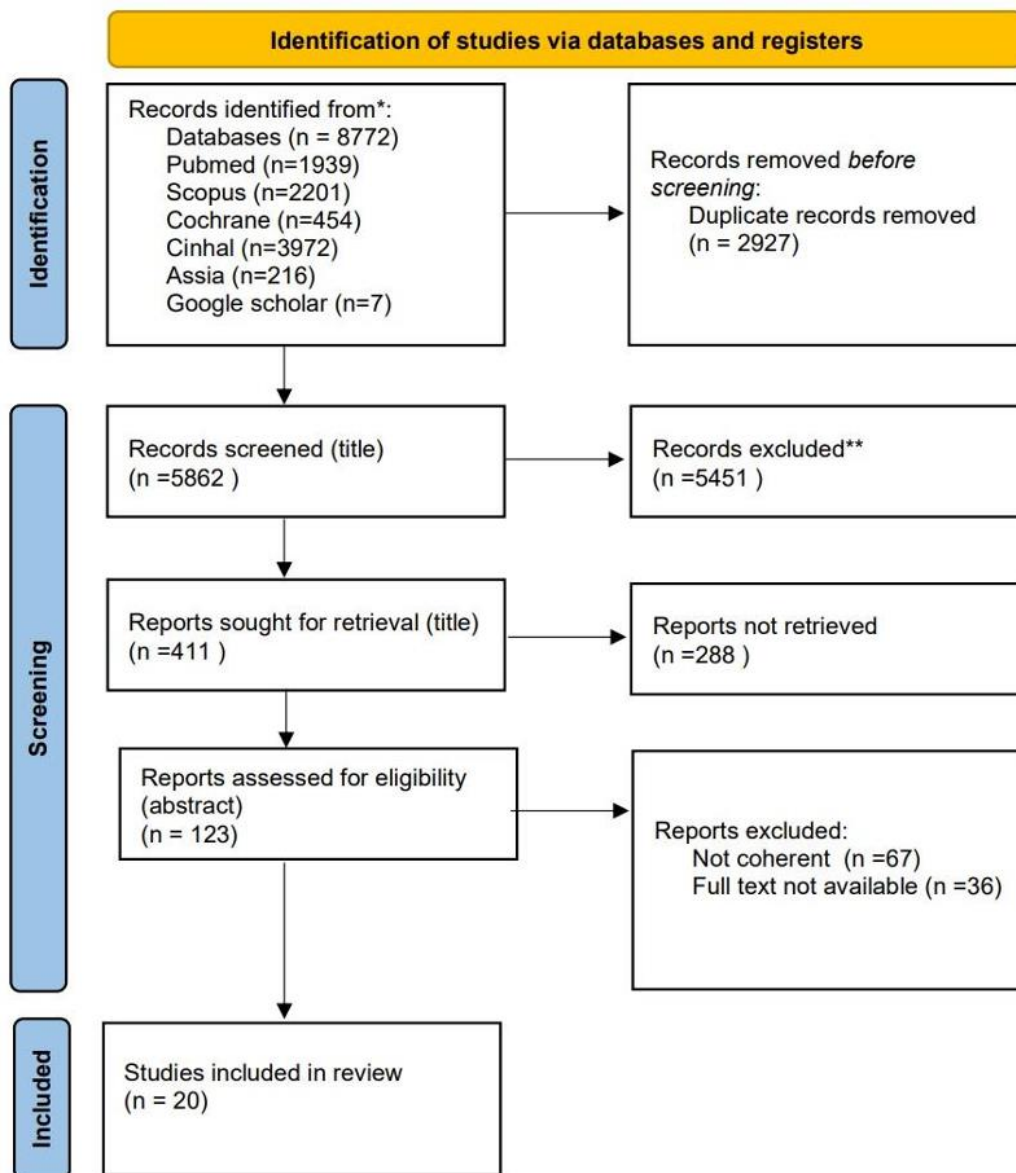 Identification of studies via databases and registers
Identification
Records identified from*:
Databases (n = 8772)
Pubmed (n=1939)
Scopus (n=2201)
Cochrane (n=454)
Cinhal (n=3972)
Assia (n=216)
Google scholar (n=7)
Records removed before
screening:
Duplicate records removed
(n = 2927)
Screening
Records screened (title)
(n =5862 )
Records excluded**
(n =5451 )
Reports sought for retrieval (title)
(n =411 )
Reports not retrieved
(n =288 )
Reports assessed for eligibility
(abstract)
(n = 123)
Reports excluded:
Not coherent (n =67)
Full text not available (n =36)
Included
Studies included in review
(n = 20)